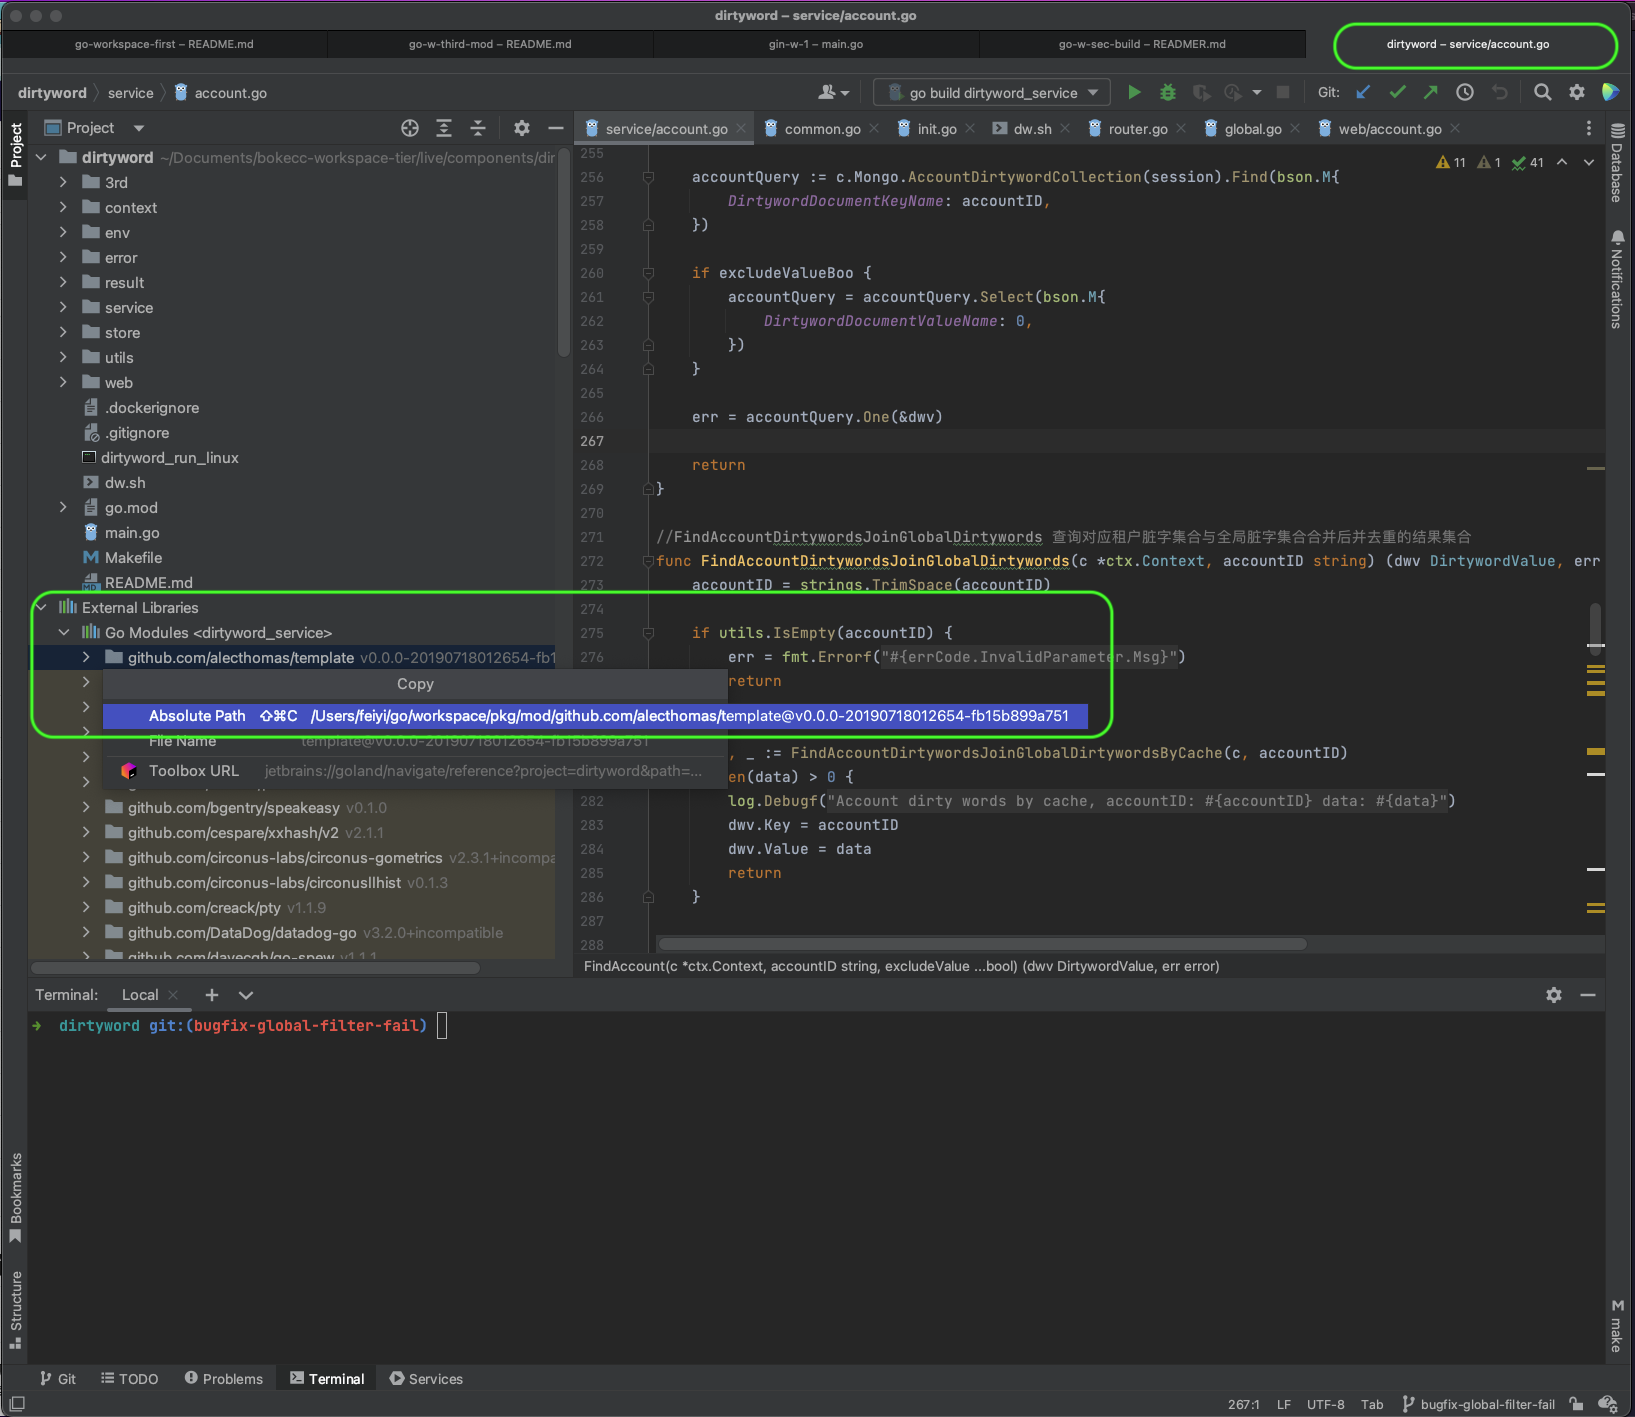 dirtyword – service/account.go
go-workspace-first – README.md
go-w-third-mod – README.md
gin-w-1 – main.go
go-w-sec-build – READMER.md
dirtyword – service/account.go
dirtyword
service
account.go
go build dirtyword_service
Git:
Project
Project
service/account.go
common.go
init.go
dw.sh
router.go
global.go
web/account.go
Database
Notifications
dirtyword ~/Documents/bokecc-workspace-tier/live/components/dir
3rd
context
env
error
result
service
store
utils
web
.dockerignore
.gitignore
dirtyword_run_linux
dw.sh
go.mod
main.go
Makefile
README.md
External Libraries
Go Modules <dirtyword_service>
github.com/alecthomas/template v0.0.0-20190718012654-fb1
Copy
Absolute Path ⇧⌘C /Users/feiyi/go/workspace/pkg/mod/github.com/alecthomas/template@v0.0.0-20190718012654-fb15b899a751
File Name template@v0.0.0-20190718012654-fb15b899a751
Toolbox URL jetbrains://goland/navigate/reference?project=dirtyword&path=...
github.com/bgentry/speakeasy v0.1.0
github.com/cespare/xxhash/v2 v2.1.1
github.com/circonus-labs/circonus-gometrics v2.3.1+incompa
github.com/circonus-labs/circonusllhist v0.1.3
github.com/creack/pty v1.1.9
github.com/DataDog/datadog-go v3.2.0+incompatible
github.com/davecgh/go-spew v1.1.1
11 1 41
255
256 accountQuery := c.Mongo.AccountDirtywordCollection(session).Find(bson.M{
257 DirtywordDocumentKeyName: accountID,
258 })
259
260 if excludeValueBoo {
261 accountQuery = accountQuery.Select(bson.M{
262 DirtywordDocumentValueName: 0,
263 })
264 }
265
266 err = accountQuery.One(&dwv)
267
268 return
269 }
270
271 //FindAccountDirtywordsJoinGlobalDirtywords 查询对应租户脏字集合与全局脏字集合合并后并去重的结果集合
272 func FindAccountDirtywordsJoinGlobalDirtywords(c *ctx.Context, accountID string) (dwv DirtywordValue, err
273 accountID = strings.TrimSpace(accountID)
274
275 if utils.IsEmpty(accountID) {
276 err = fmt.Errorf("#{errCode.InvalidParameter.Msg}")
return
, _ := FindAccountDirtywordsJoinGlobalDirtywordsByCache(c, accountID)
en(data) > 0 {
282 log.Debugf("Account dirty words by cache, accountID: #{accountID} data: #{data}")
283 dwv.Key = accountID
284 dwv.Value = data
285 return
286 }
287
288
FindAccount(c *ctx.Context, accountID string, excludeValue ...bool) (dwv DirtywordValue, err error)
Terminal: Local
➜ dirtyword git:(bugfix-global-filter-fail)
Bookmarks
Structure
make
Git
TODO
Problems
Terminal
Services
267:1 LF UTF-8 Tab bugfix-global-filter-fail